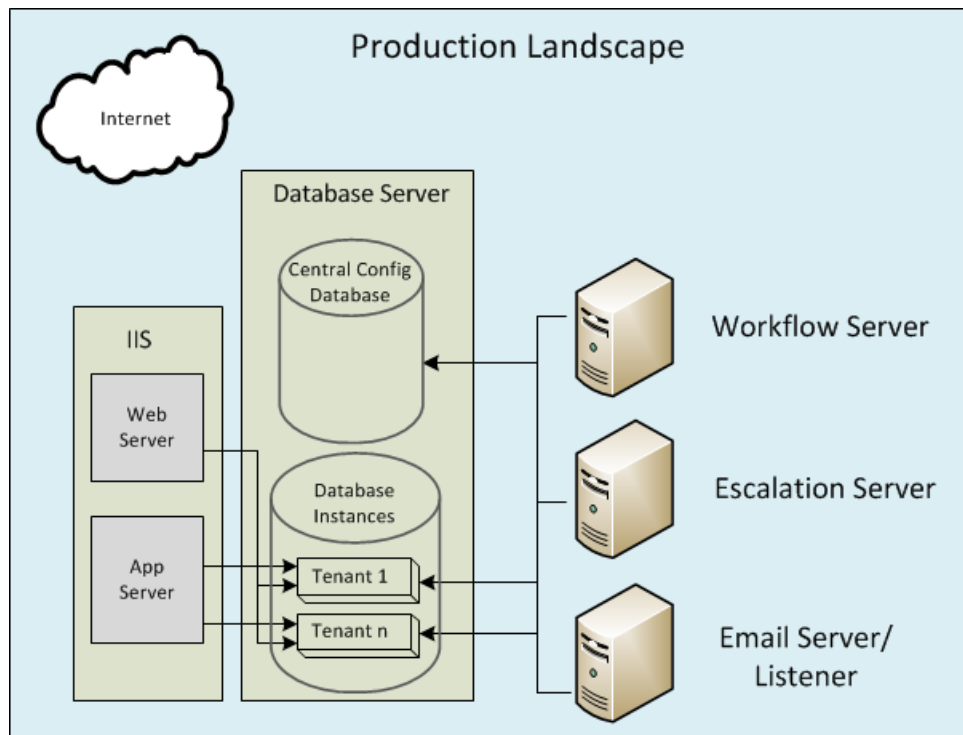 Production Landscape
Internet
Database Server
Central Config
Database
IIS
Web
Server
App
Server
Database
Instances
Tenant 1
Tenant n
Workflow Server
Escalation Server
Email Server/
Listener